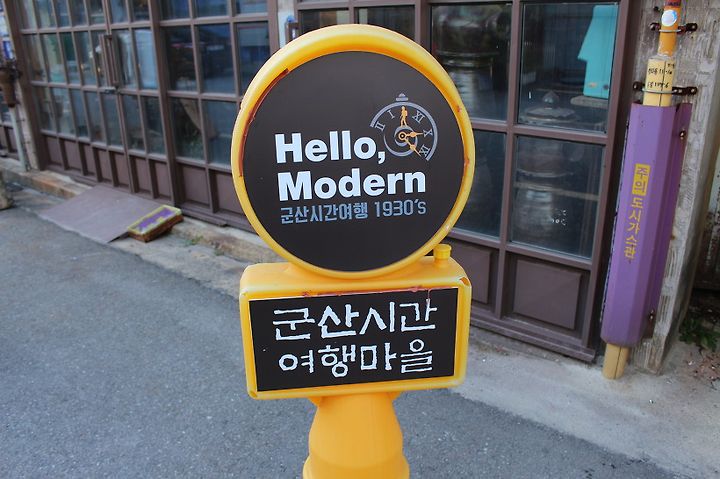 Hello,
Modern
군산시간여행 1930's
군산시간
여행마을
주의 도시가스관